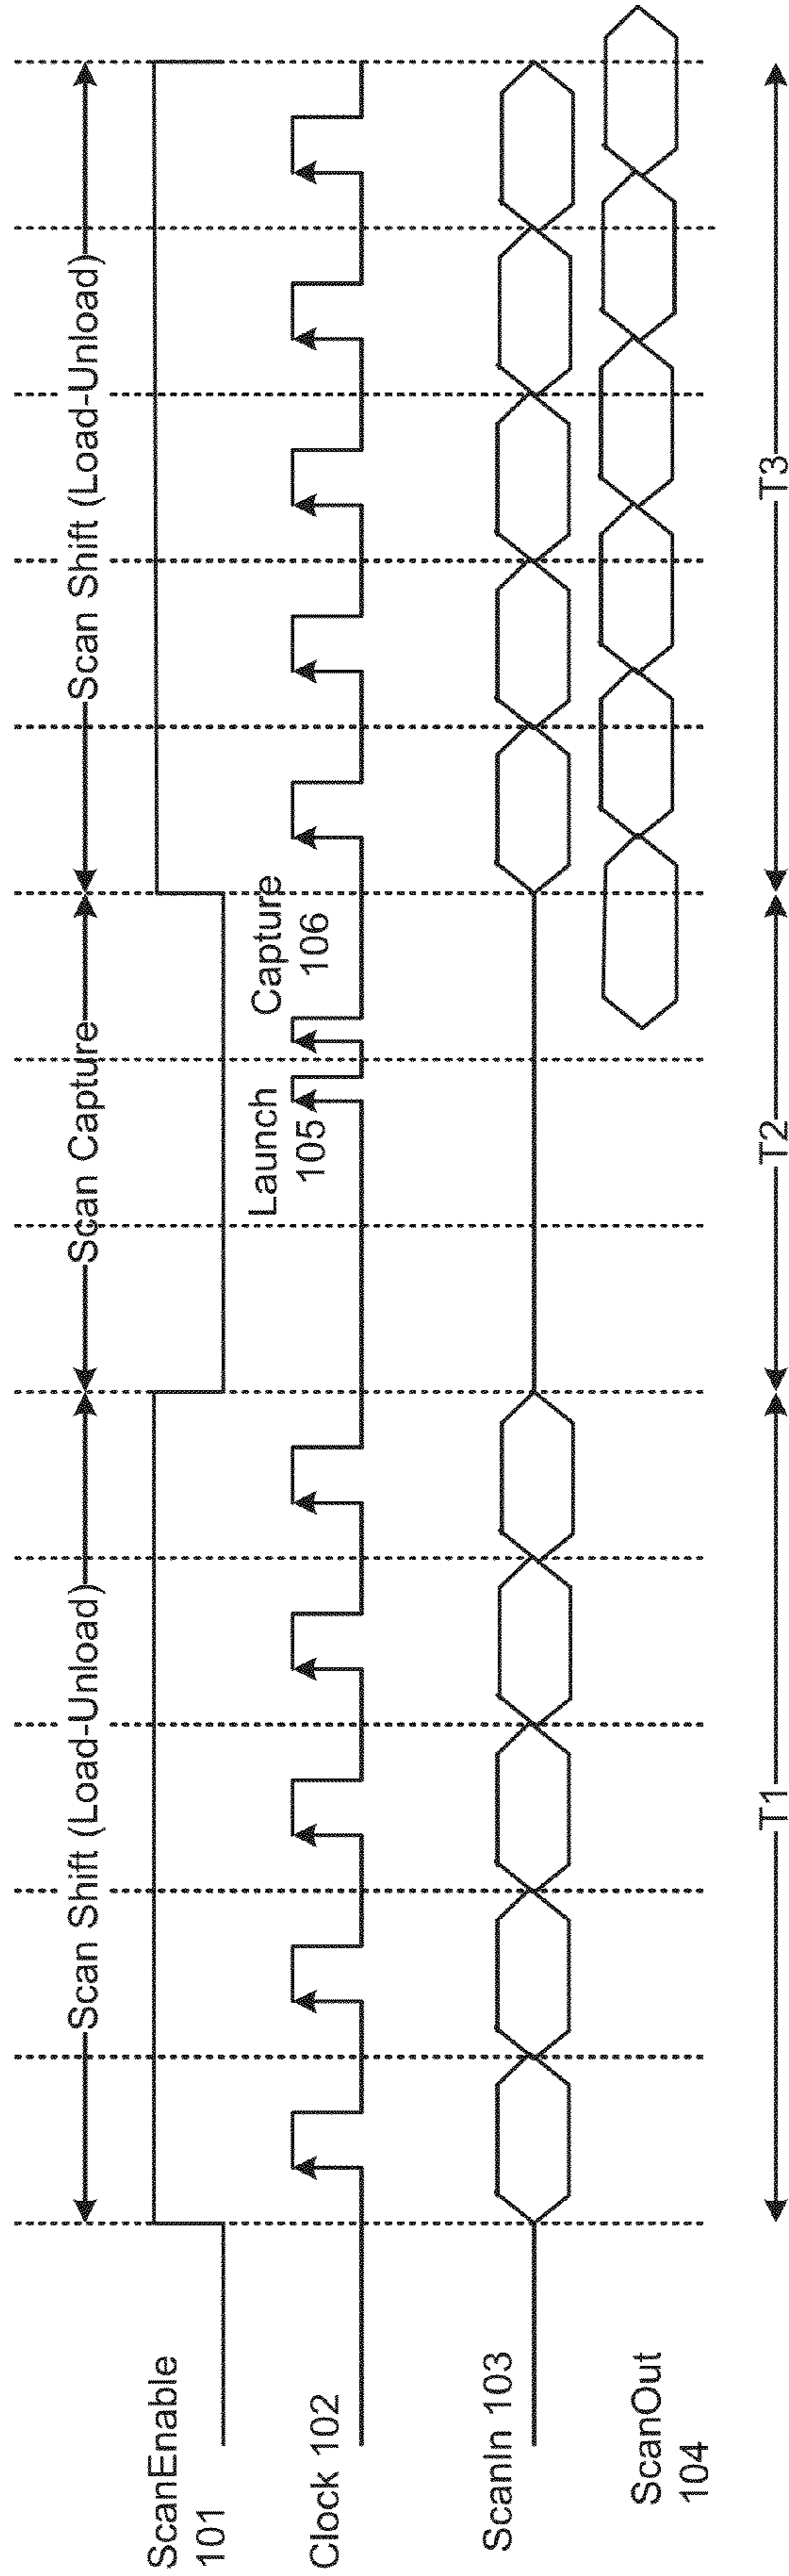 Scan Shift (Load-Unload)
Scan Capture
Scan Shift (Load-Unload)
ScanEnable
101
Launch
105
Capture
106
Clock 102
ScanIn 103
ScanOut
104
T1
T2
T3